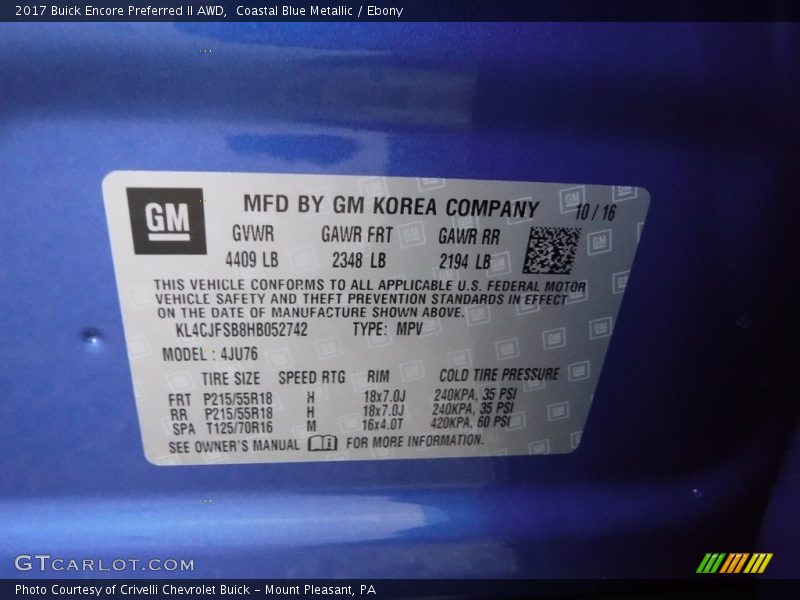 2017 Buick Encore Preferred II AWD,  Coastal Blue Metallic / Ebony
GM
MFD BY GM KOREA COMPANY 10 / 16
GVWR GAWR FRT GAWR RR
4409 LB 2348 LB 2194 LB
THIS VEHICLE CONFORMS TO ALL APPLICABLE U.S. FEDERAL MOTOR
VEHICLE SAFETY AND THEFT PREVENTION STANDARDS IN EFFECT
ON THE DATE OF MANUFACTURE SHOWN ABOVE.
KL4CJFSB8HB052742 TYPE: MPV
MODEL : 4JU76
TIRE SIZE SPEED RTG RIM COLD TIRE PRESSURE
FRT P215/55R18 H 18x7.0J 240KPA, 35 PSI
RR P215/55R18 H 18x7.0J 240KPA, 35 PSI
SPA T125/70R16 M 16x4.0T 420KPA, 60 PSI
SEE OWNER'S MANUAL FOR MORE INFORMATION.
GTCARLOT.COM
Photo Courtesy of Crivelli Chevrolet Buick – Mount Pleasant, PA